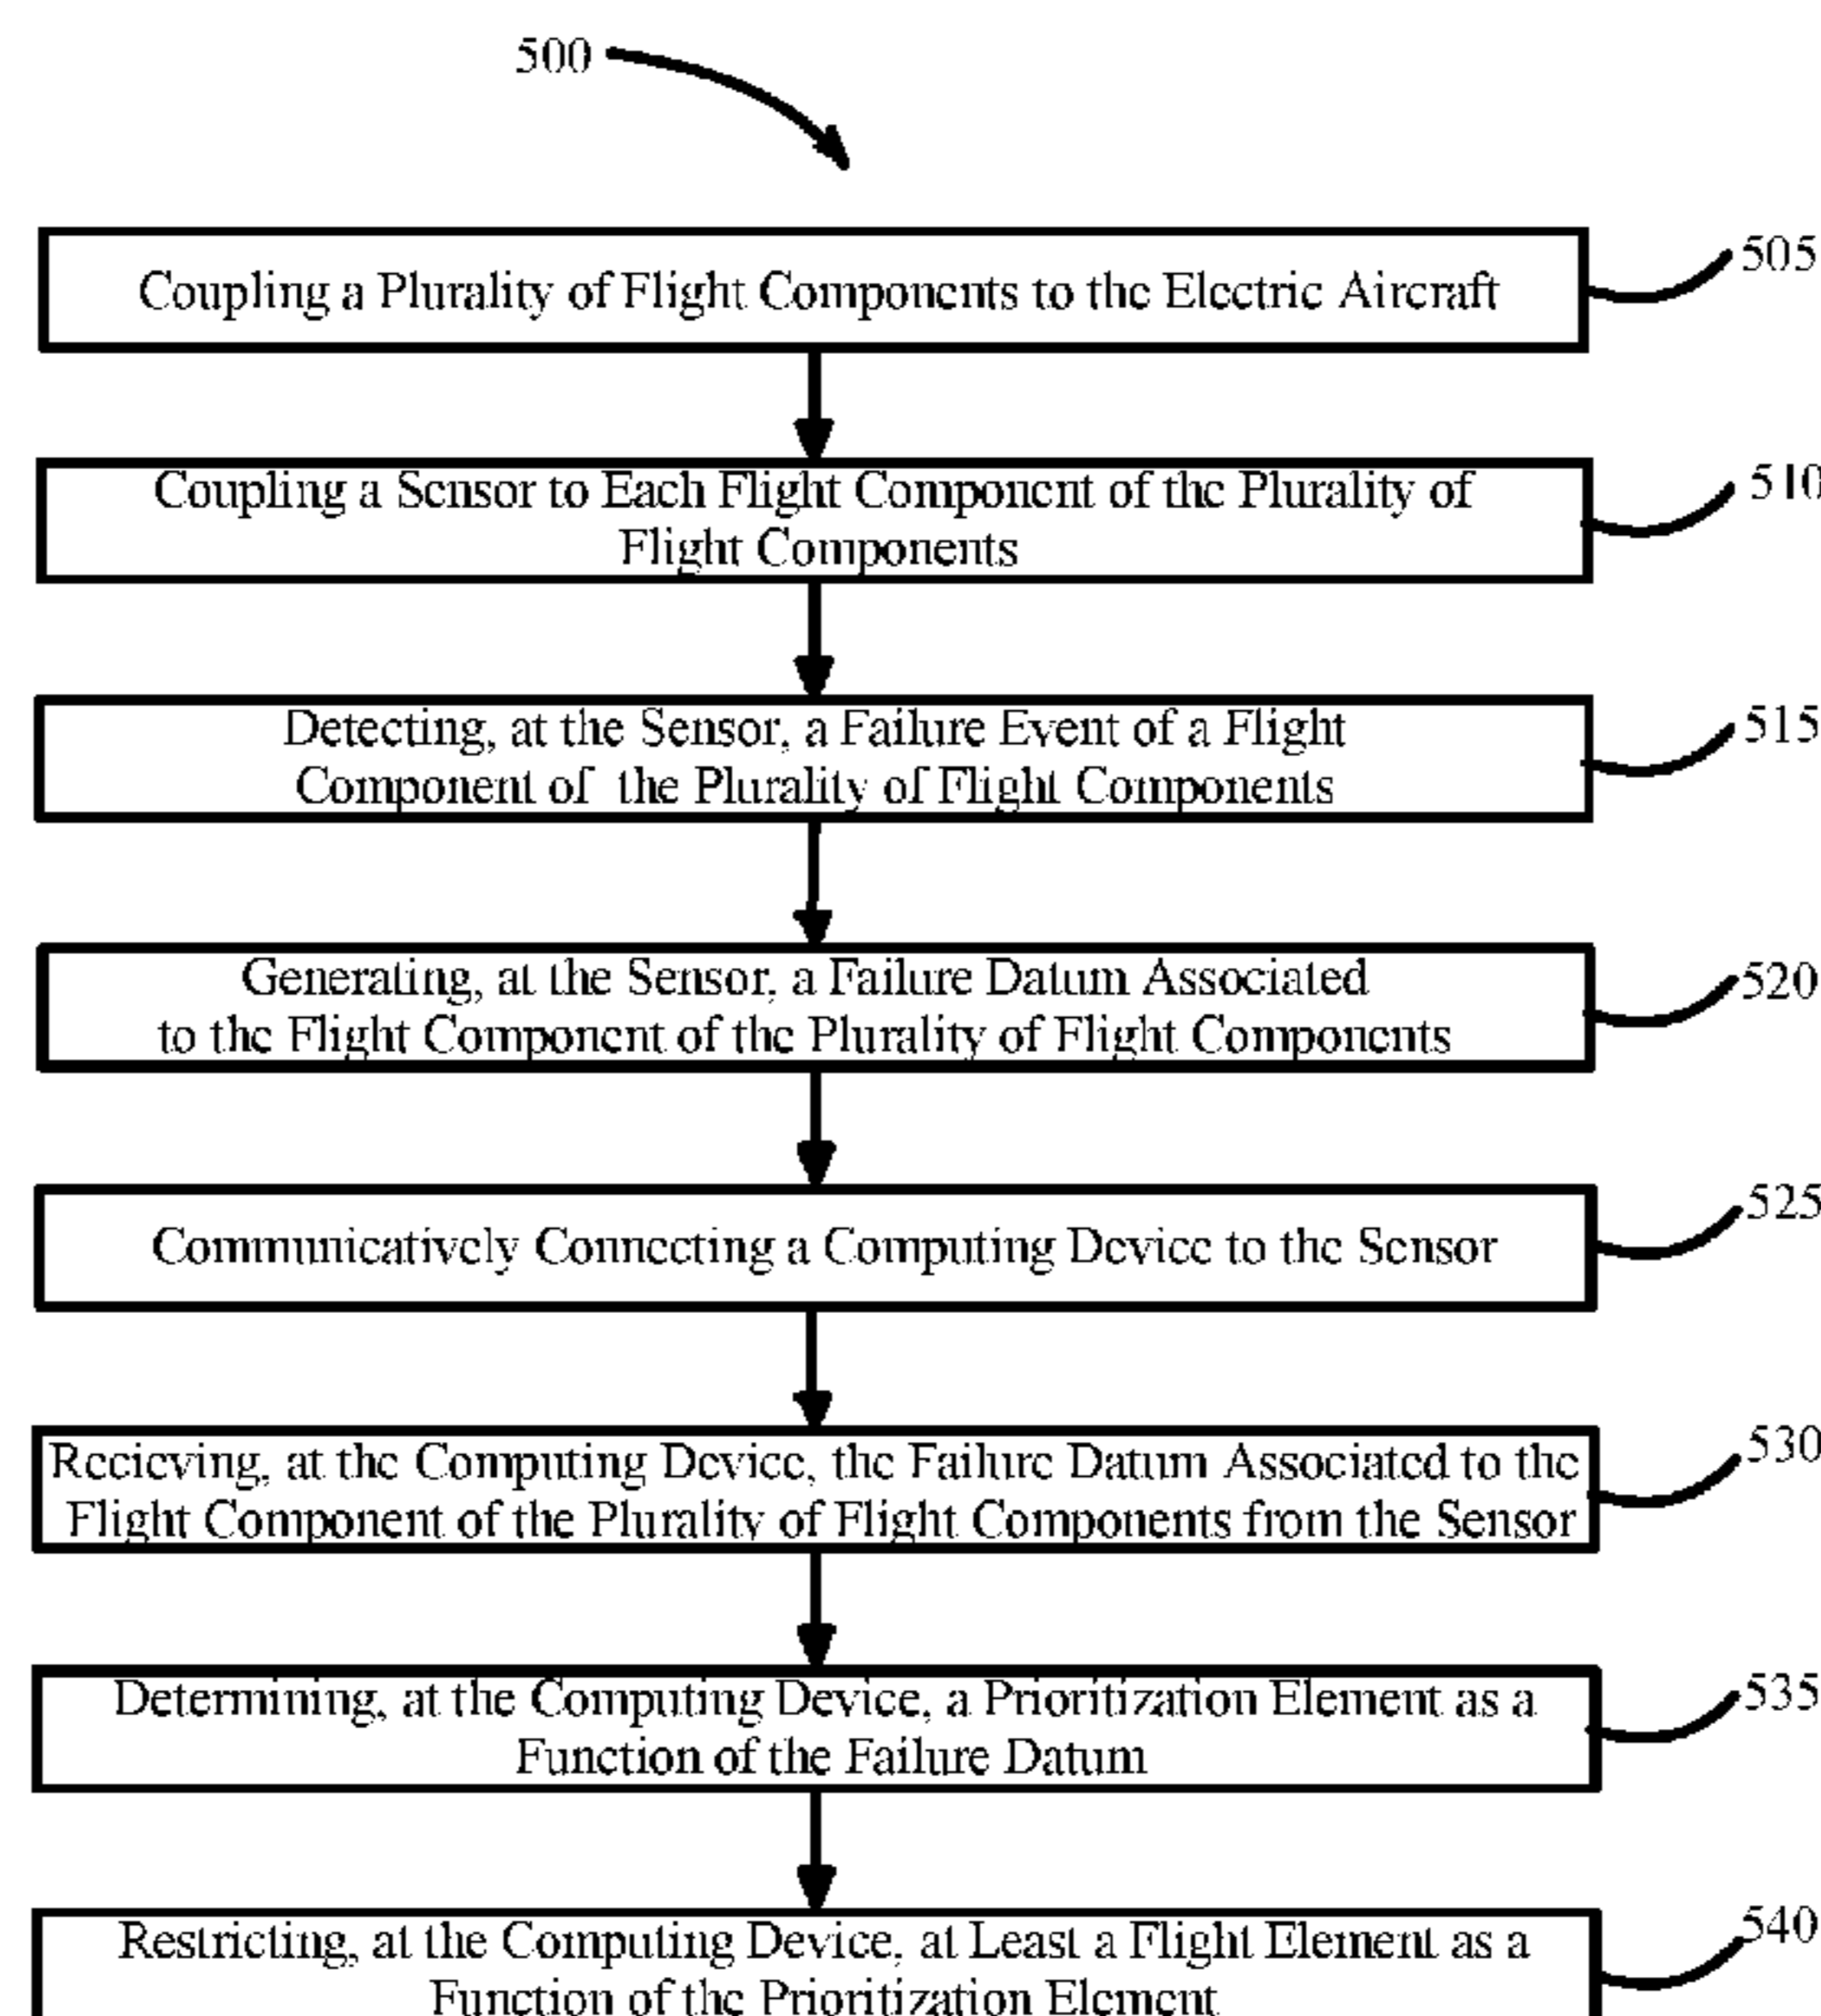 500
Coupling a Plurality of Flight Components to the Electric Aircraft
505
Coupling a Sensor to Each Flight Component of the Plurality of
Flight Components
510
Detecting, at the Sensor, a Failure Event of a Flight
Component of the Plurality of Flight Components
515
Generating, at the Sensor, a Failure Datum Associated
to the Flight Component of the Plurality of Flight Components
520
Communicatively Connecting a Computing Device to the Sensor
525
Recieving, at the Computing Device, the Failure Datum Associated to the
Flight Component of the Plurality of Flight Components from the Sensor
530
Determining, at the Computing Device, a Prioritization Element as a
Function of the Failure Datum
535
Restricting, at the Computing Device, at Least a Flight Element as a
Function of the Prioritization Element
540